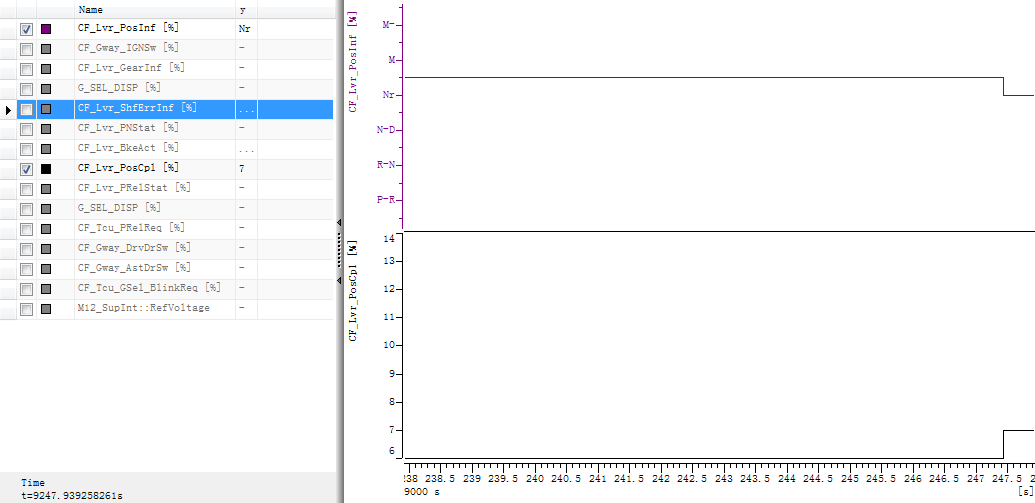 Name y
CF_Lvr_PosInf [%] Nr
CF_Gway_IGNSw [%] -
CF_Lvr_GearInf [%] -
G_SEL_DISP [%] -
CF_Lvr_ShfErrInf [%] ...
CF_Lvr_PNStat [%] -
CF_Lvr_BkeAct [%] ...
CF_Lvr_PosCpl [%] 7
CF_Lvr_PRelStat [%] -
G_SEL_DISP [%] -
CF_Tcu_PRelReq [%] -
CF_Gway_DrvDrSw [%] -
CF_Gway_AstDrSw [%] -
CF_Tcu_GSel_BlinkReq [%] -
M12_SupInt::RefVoltage -
Time
t=9247.939258261s
CF_Lvr_PosInf [%]
M-
M
Nr
N-D
R-N
P-R
CF_Lvr_PosCpl [%]
14
13
12
11
10
9
8
7
6
238 238.5 239 239.5 240 240.5 241 241.5 242 242.5 243 243.5 244 244.5 245 245.5 246 246.5 247 247.5
9000 s [s]